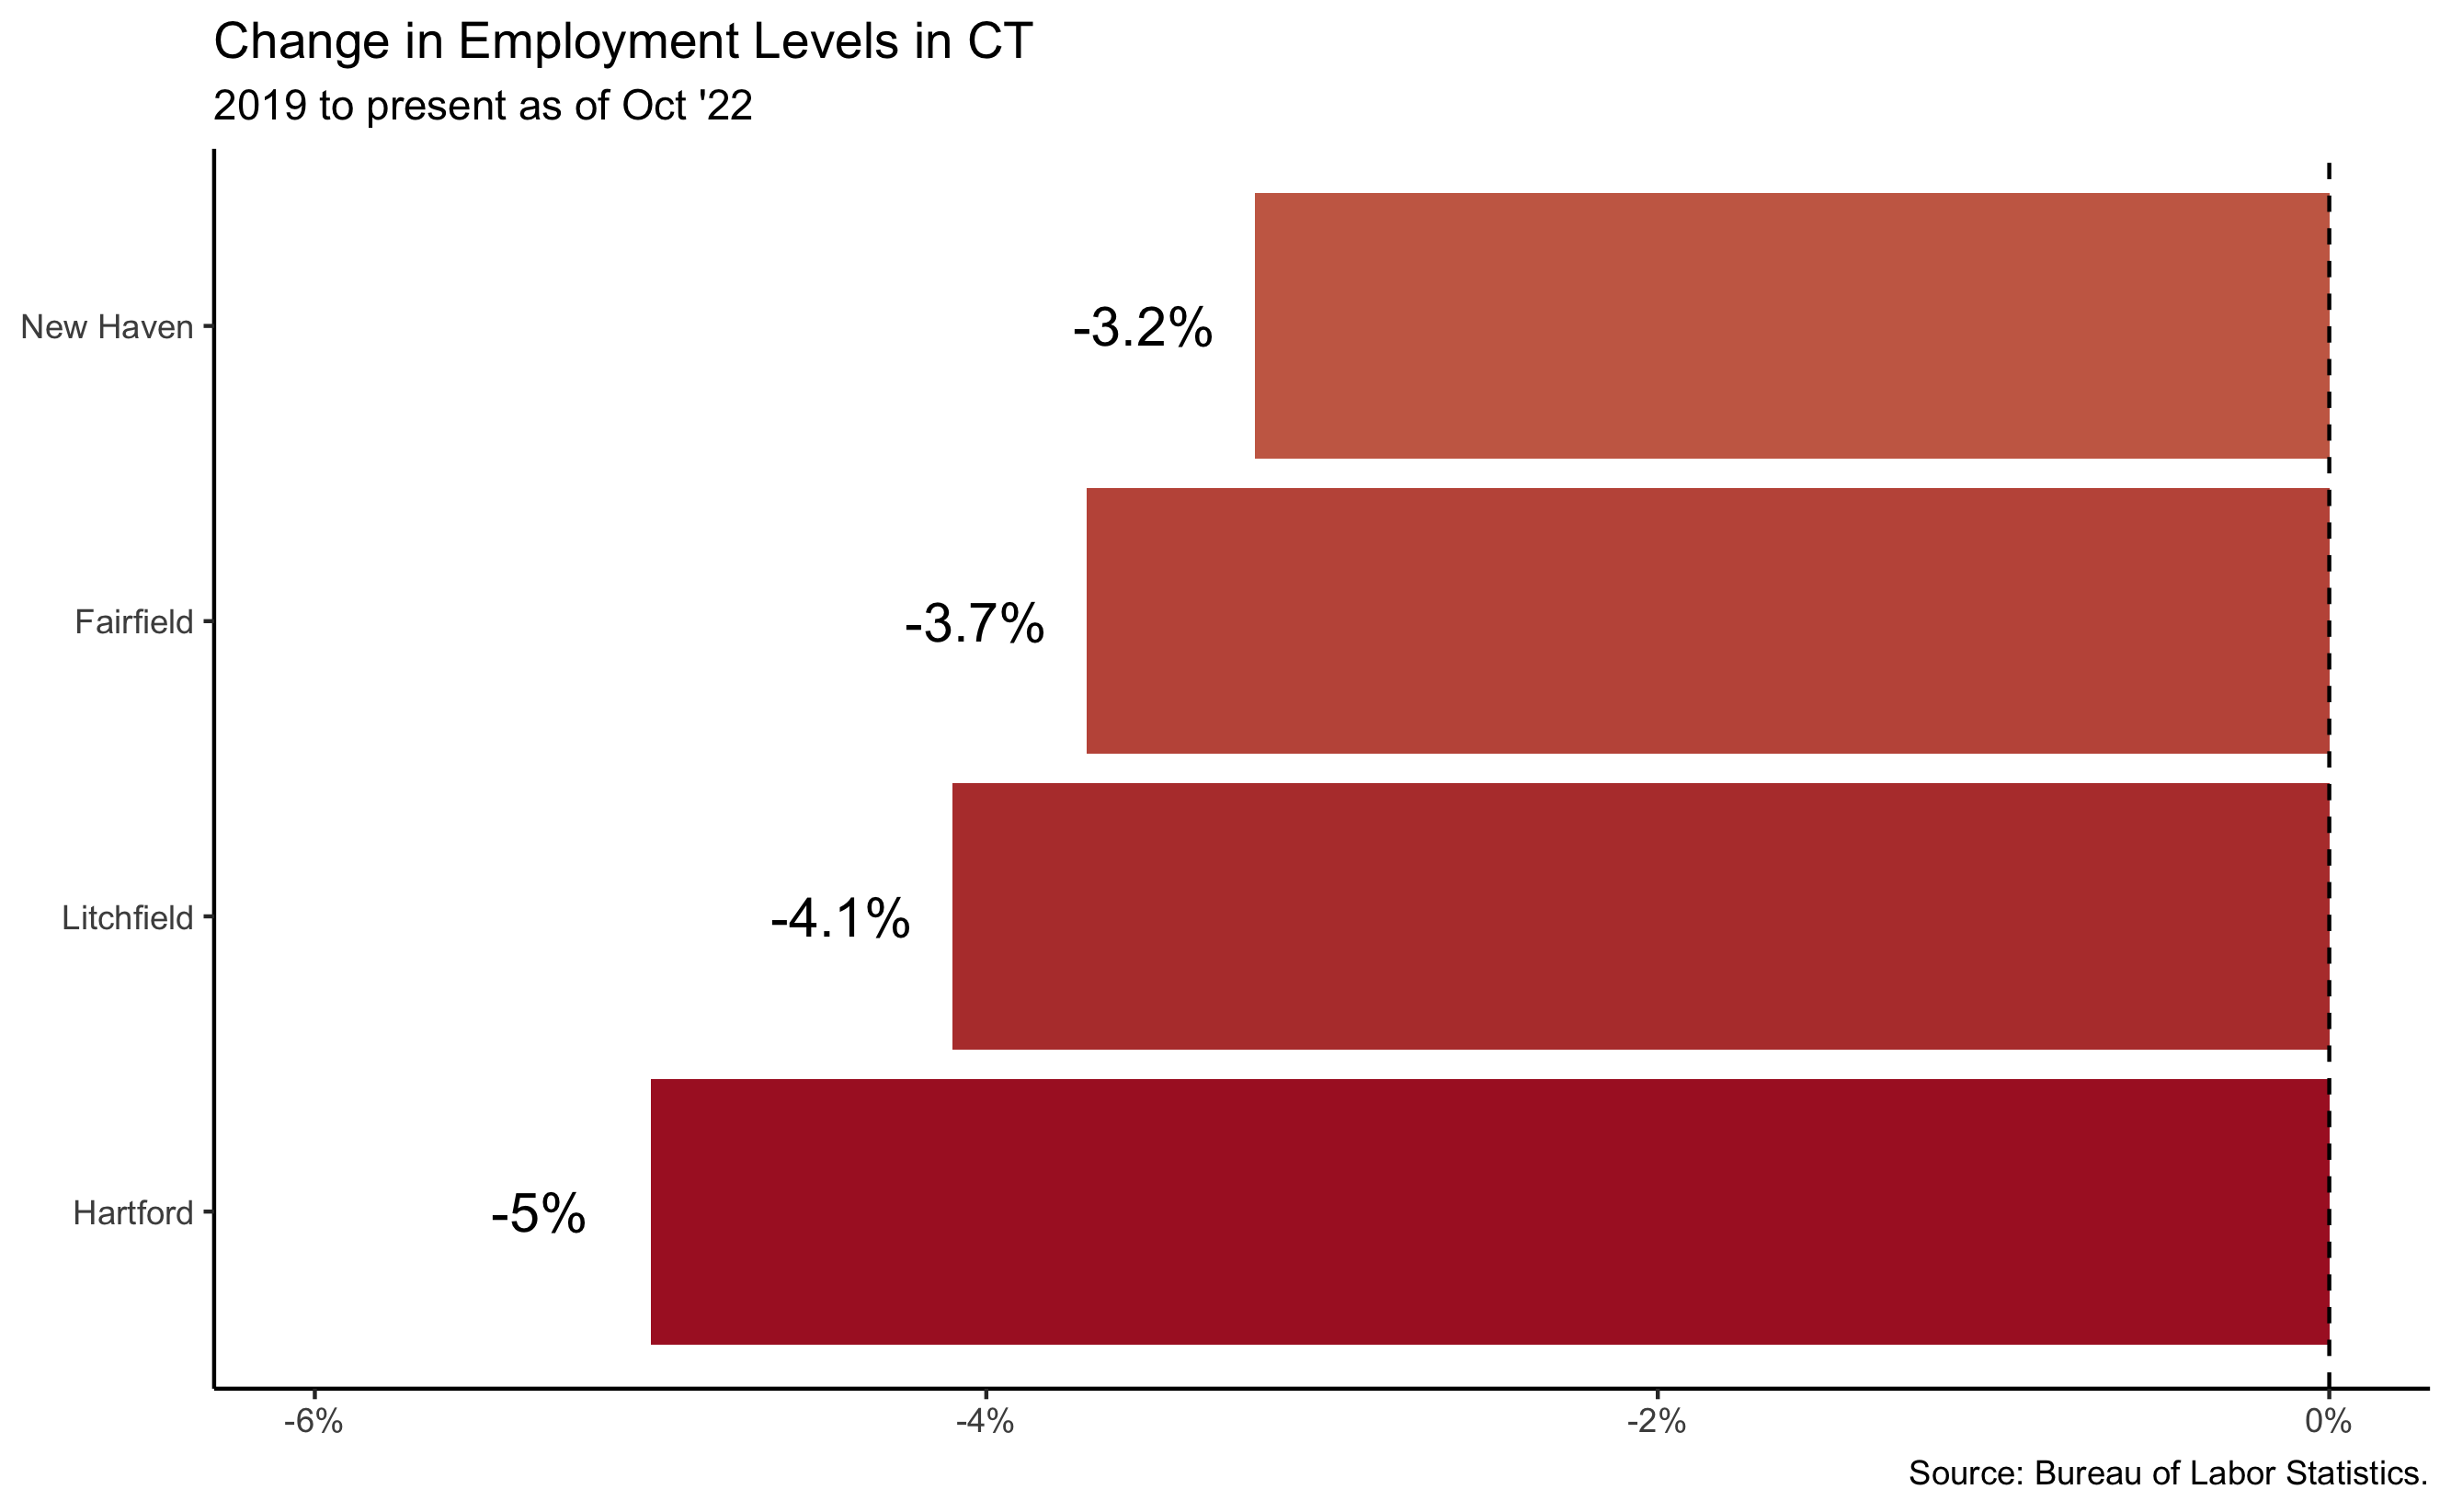 Change in Employment Levels in CT
2019 to present as of Oct '22
New Haven
-3.2%
Fairfield
-3.7%
Litchfield
-4.1%
Hartford
-5%
-6% -4% -2% 0%
Source: Bureau of Labor Statistics.